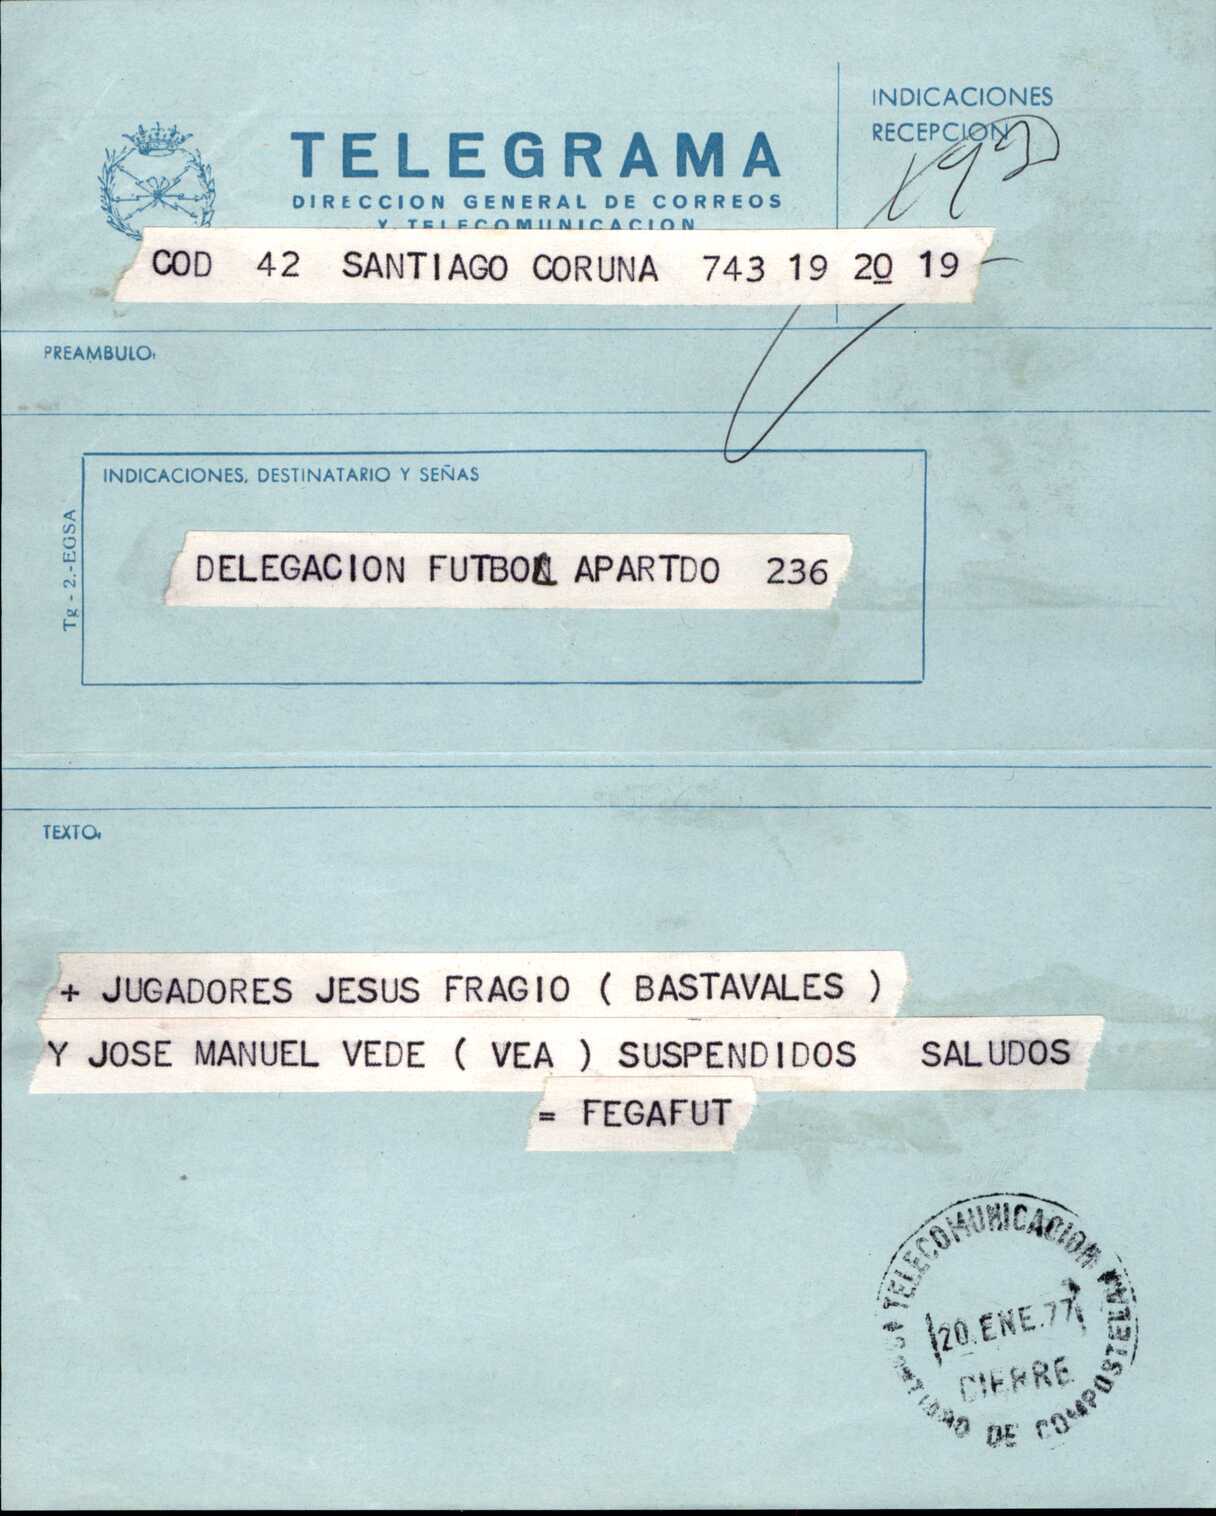 INDICACIONES
RECEPCION
TELEGRAMA
DIRECCION GENERAL DE CORREOS
Y TELECOMUNICACION
COD 42 SANTIAGO CORUNA 743 19 20 19
PREAMBULO:
INDICACIONES, DESTINATARIO Y SEÑAS
Tg - 2.-EGSA
DELEGACION FUTBOL APARTDO 236
TEXTO:
+ JUGADORES JESUS FRAGIO ( BASTAVALES )
Y JOSE MANUEL VEDE ( VEA ) SUSPENDIDOS SALUDOS
= FEGAFUT
TELECOMUNICACION
20.ENE.77
CIERRE
DE COMPOSTELA